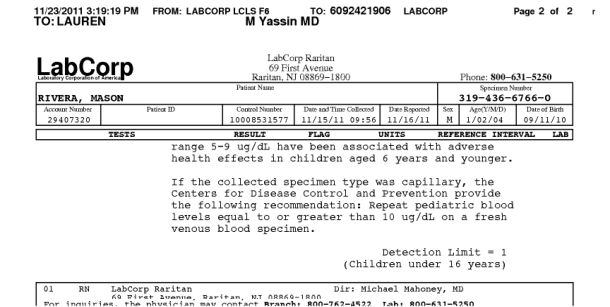 11/23/2011 3:19:19 PM FROM: LABCORP LCLS F6 TO: 6092421906 LABCORP Page 2 of 2
TO: LAUREN M Yassin MD
LabCorp
Laboratory Corporation of America
LabCorp Raritan
69 First Avenue
Raritan, NJ 08869-1800 Phone: 800-631-5250
Patient Name Specimen Number
RIVERA, MASON 319-436-6766-0
Account Number Patient ID Control Number Date and Time Collected Date Reported Sex Age(Y/M/D) Date of Birth
29407320 10008531577 11/15/11 09:56 11/16/11 M 1/02/04 09/11/10
TESTS RESULT FLAG UNITS REFERENCE INTERVAL LAB
range 5-9 ug/dL have been associated with adverse
health effects in children aged 6 years and younger.
If the collected specimen type was capillary, the
Centers for Disease Control and Prevention provide
the following recommendation: Repeat pediatric blood
levels equal to or greater than 10 ug/dL on a fresh
venous blood specimen.
Detection Limit = 1
(Children under 16 years)
01 RN LabCorp Raritan Dir: Michael Mahoney, MD
69 First Avenue, Raritan, NJ 08869-1800
For inquiries, the physician may contact Branch: 800-762-4522 Lab: 800-631-5250